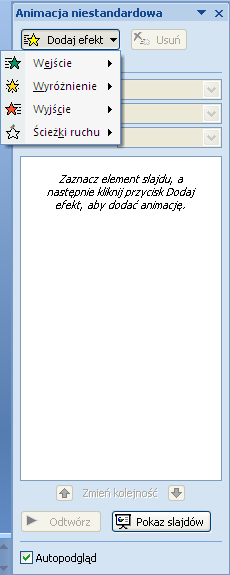 Animacja niestandardowa
Dodaj efekt
Usuń
Wejście
Wyróżnienie
Wyjście
Ścieżki ruchu
Zaznacz element slajdu, a
następnie kliknij przycisk Dodaj
efekt, aby dodać animację.
Zmień kolejność
Odtwórz
Pokaz slajdów
Autopodgląd